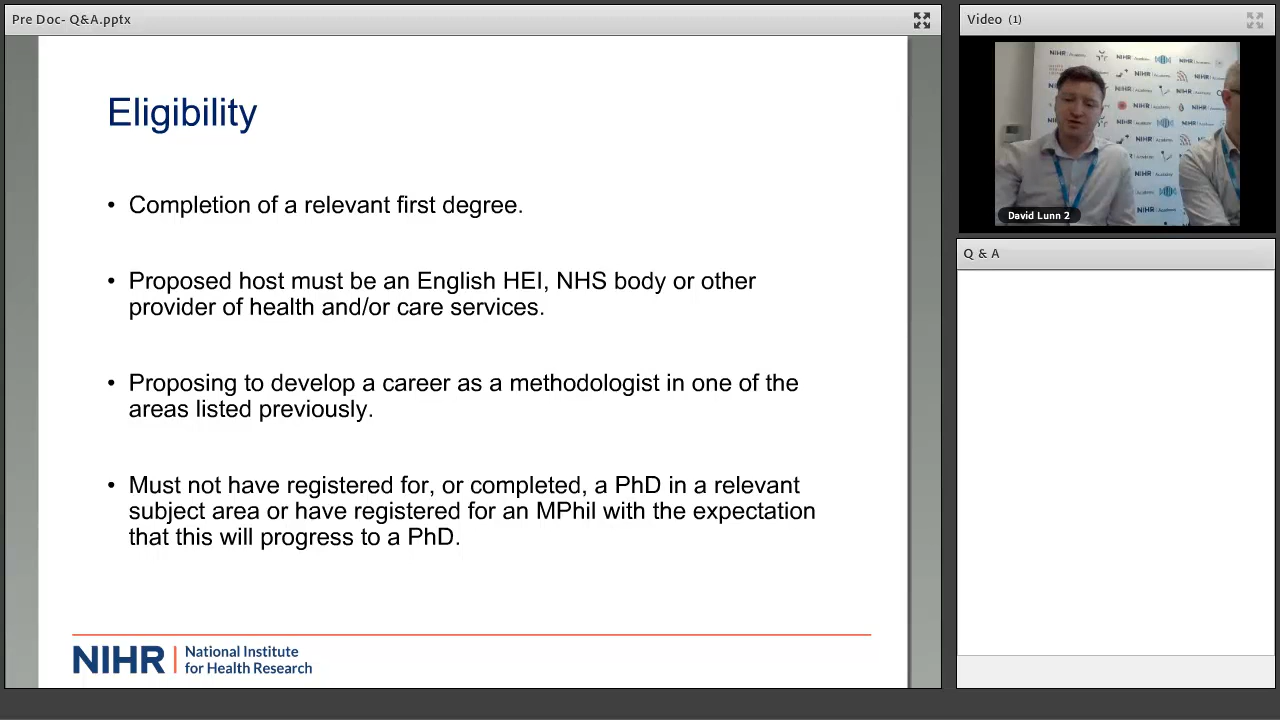 Pre Doc- Q&A.pptx
Eligibility
• Completion of a relevant first degree.
• Proposed host must be an English HEI, NHS body or other
provider of health and/or care services.
• Proposing to develop a career as a methodologist in one of the
areas listed previously.
• Must not have registered for, or completed, a PhD in a relevant
subject area or have registered for an MPhil with the expectation
that this will progress to a PhD.
NIHR | National Institute
for Health Research
Video (1)
David Lunn 2
Q & A